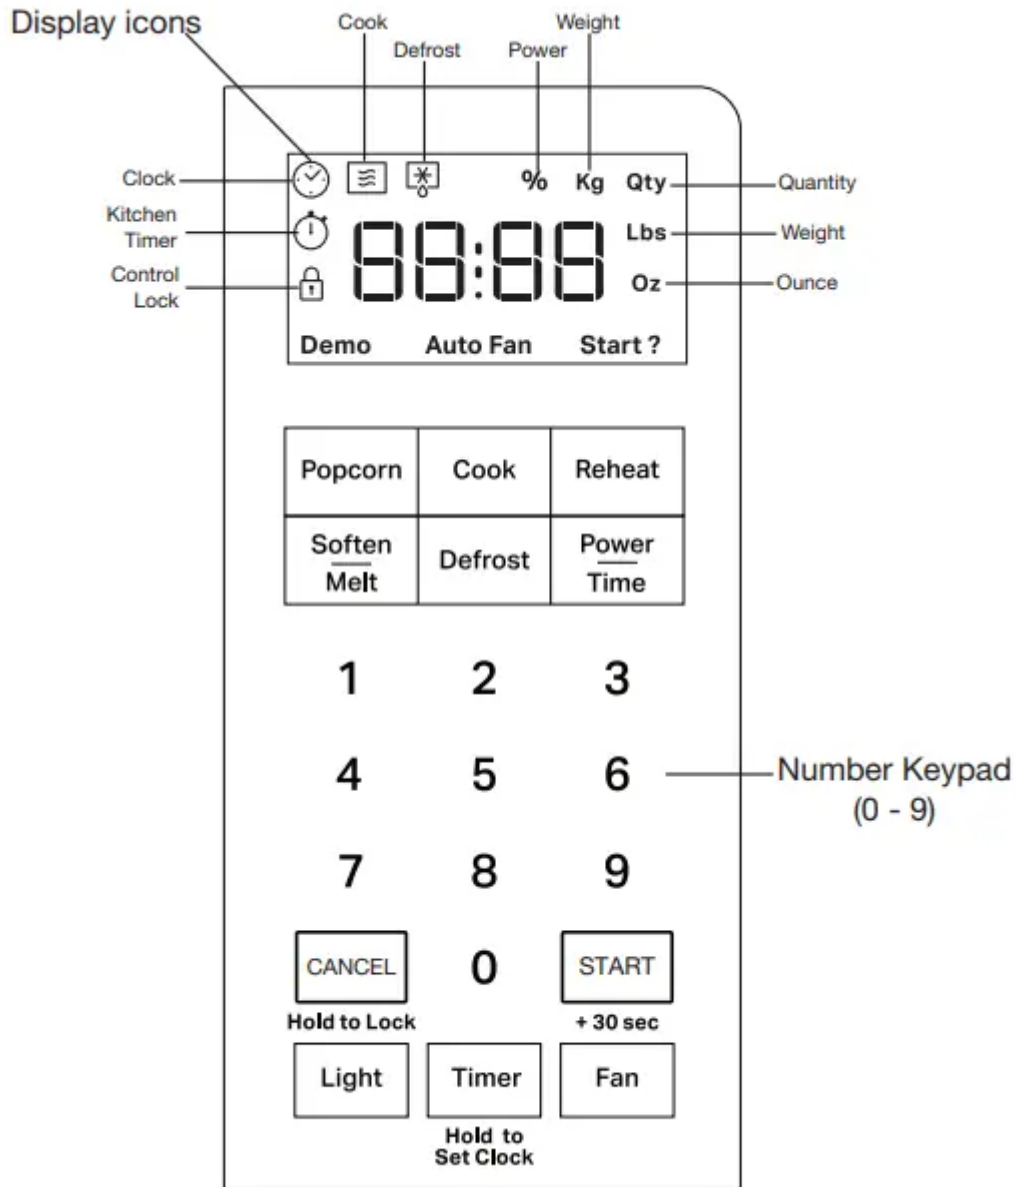 Display icons
Cook
Weight
Defrost
Power
Clock
% Kg Qty
Quantity
Kitchen
Timer
88:88
Lbs
Weight
Control
Lock
Oz
Ounce
Demo Auto Fan Start ?
Popcorn Cook Reheat
Soften
Melt
Defrost
Power
Time
1 2 3
4 5 6
Number Keypad
(0 - 9)
7 8 9
CANCEL 0 START
Hold to Lock + 30 sec
Light Timer Fan
Hold to
Set Clock